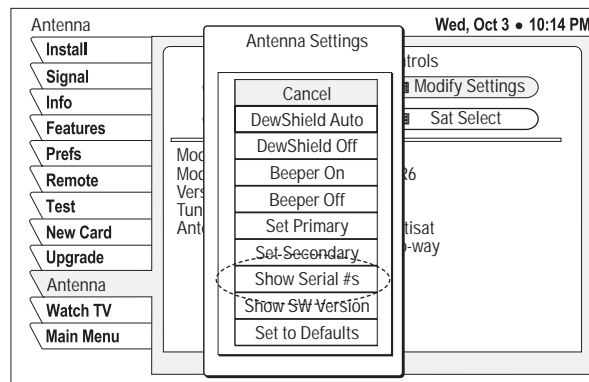 Antenna
Wed, Oct 3 • 10:14 PM
Install
Signal
Info
Features
Prefs
Remote
Test
New Card
Upgrade
Antenna
Watch TV
Main Menu
Antenna Settings
Cancel
DewShield Auto
DewShield Off
Beeper On
Beeper Off
Set Primary
Set Secondary
Show Serial #s
Show SW Version
Set to Defaults
trols
Modify Settings
Sat Select
Mod
Mod R6
Vers
Tun
Ante tisat
-way